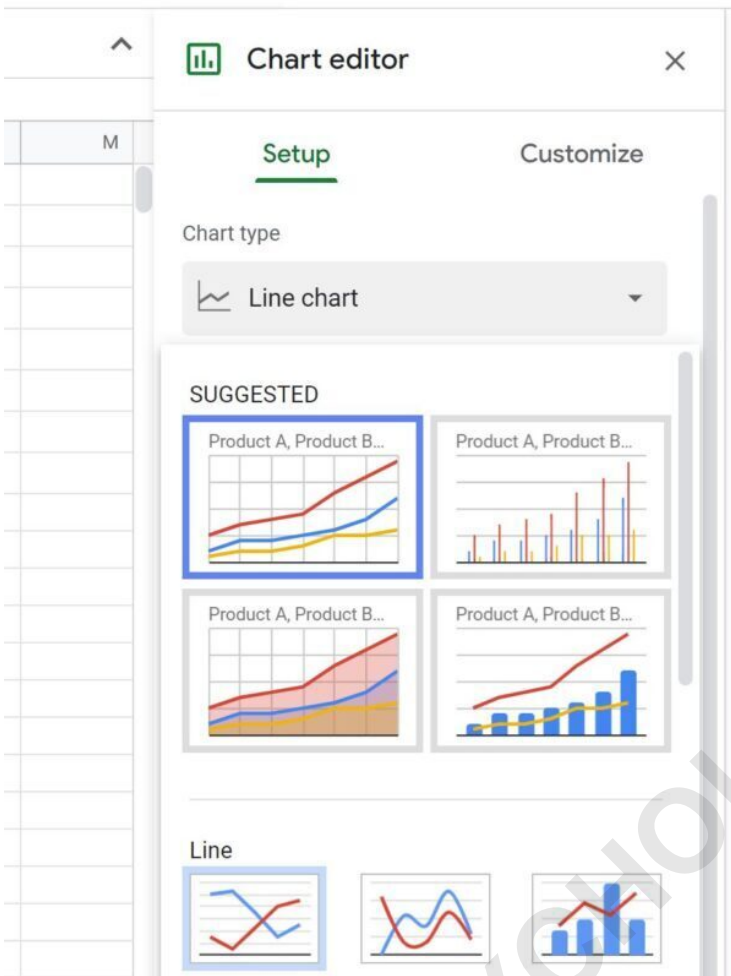 Chart editor
M
Setup Customize
Chart type
Line chart
SUGGESTED
Product A, Product B... Product A, Product B...
Product A, Product B... Product A, Product B...
Line